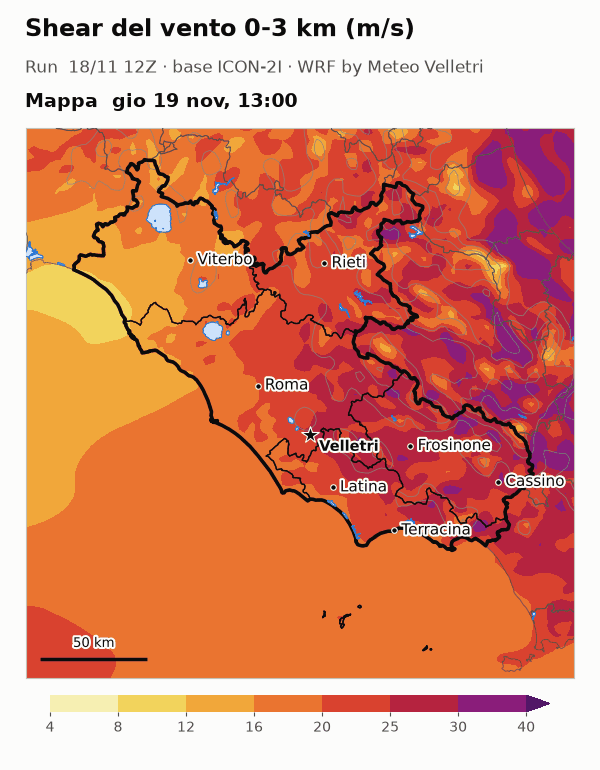 Shear del vento 0-3 km (m/s)
Run  18/11 12Z · base ICON-2I · WRF by Meteo Velletri
Mappa  gio 19 nov, 13:00
Viterbo
Rieti
Roma
Velletri
Frosinone
Latina
Cassino
Terracina
50 km
4 8 12 16 20 25 30 40